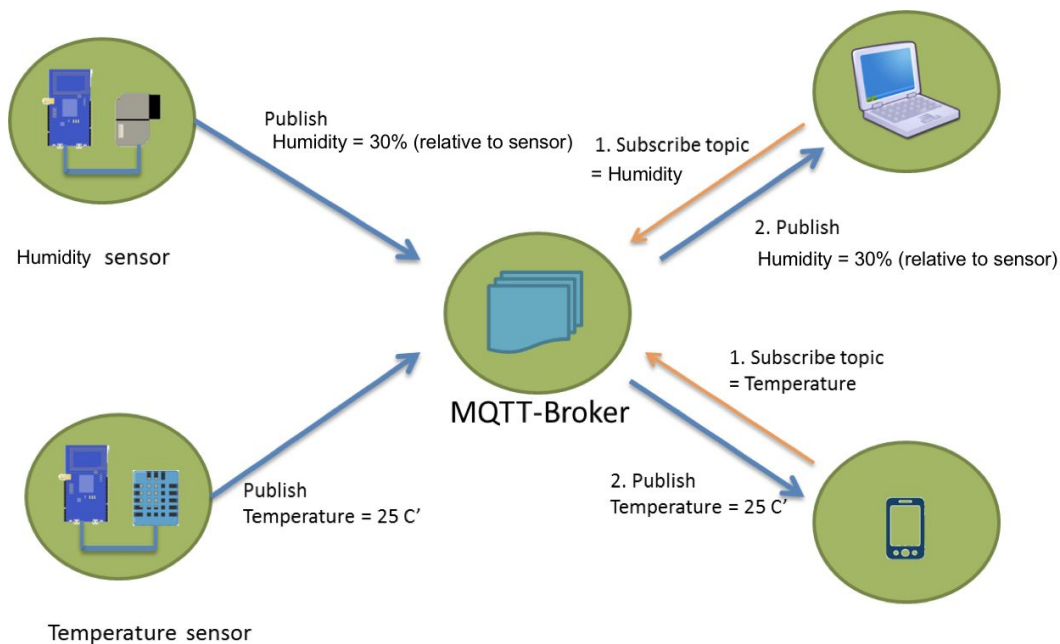 Publish
Humidity = 30% (relative to sensor)
Humidity sensor
1. Subscribe topic
= Humidity
2. Publish
Humidity = 30% (relative to sensor)
MQTT-Broker
1. Subscribe topic
= Temperature
Publish
Temperature = 25 C’
2. Publish
Temperature = 25 C’
Temperature sensor